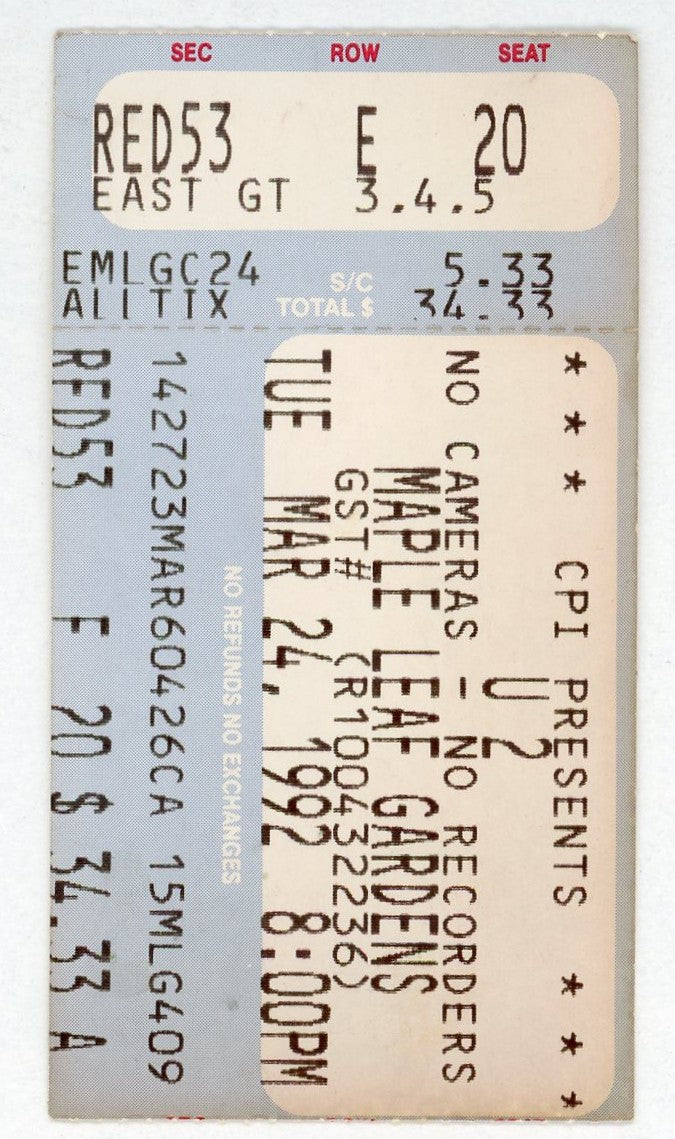 SEC ROW SEAT
RED53 E 20
EAST GT 3.4.5
EMLGC24 S/C 5.33
ALLTIX TOTAL $ 34.33
* * * CPI PRESENTS * * *
U2
NO CAMERAS - NO RECORDERS
MAPLE LEAF GARDENS
GST# (R100432236)
TUE MAR 24, 1992 8:00PM
NO REFUNDS NO EXCHANGES
142723MAR60426CA 15MLG409
RED53 E 20 $ 34.33 A